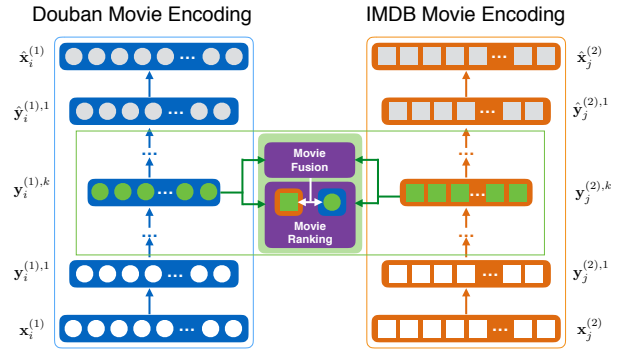 Douban Movie Encoding IMDB Movie Encoding
x̂_i^(1) ... ... x̂_j^(2)
ŷ_i^(1),1 ... ... ŷ_j^(2),1
... ...
Movie
Fusion
y_i^(1),k ... ... y_j^(2),k
Movie
Ranking
... ...
y_i^(1),1 ... ... y_j^(2),1
x_i^(1) ... ... x_j^(2)